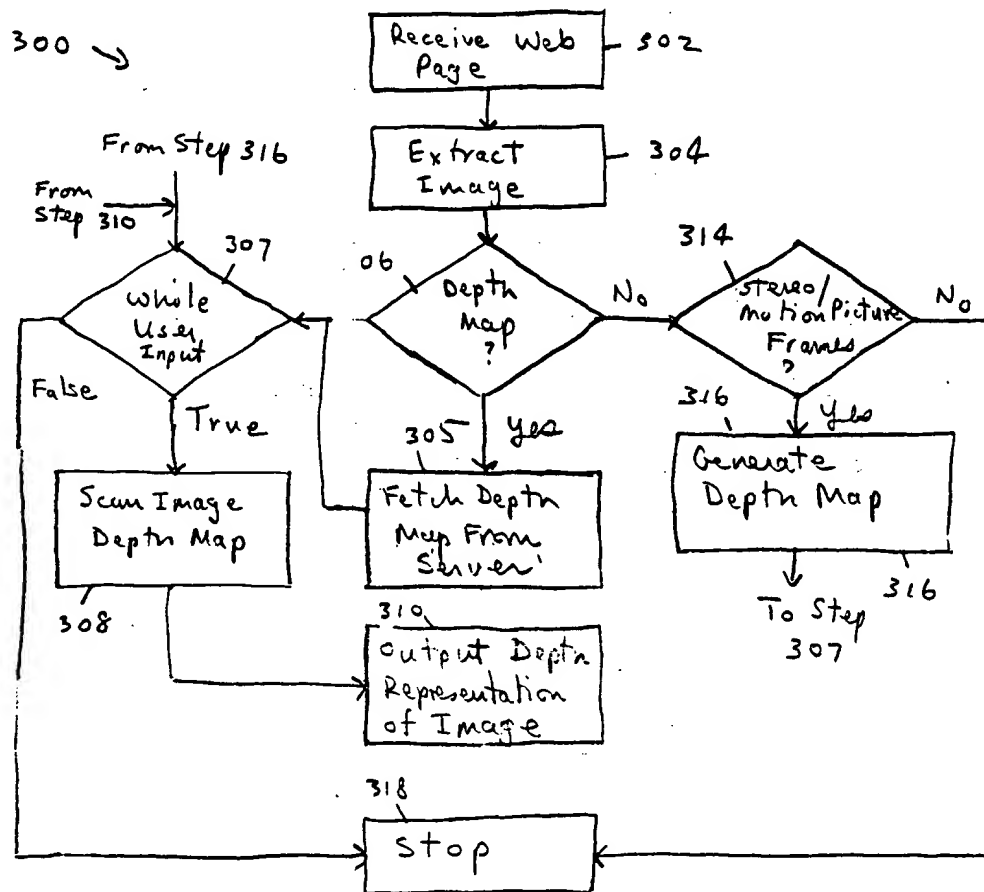 300
Receive Web
Page
302
From Step 316
Extract
Image
304
From
Step 310
307
06
314
Whole
User
Input
Depth
Map
?
No
Stereo/
Motion Picture
Frames
?
No
False
True
305
Yes
316
Yes
Scan Image
Depth Map
308
Fetch Depth
Map From
Server
Generate
Depth Map
316
To Step
307
310
Output Depth
Representation
of Image
318
Stop